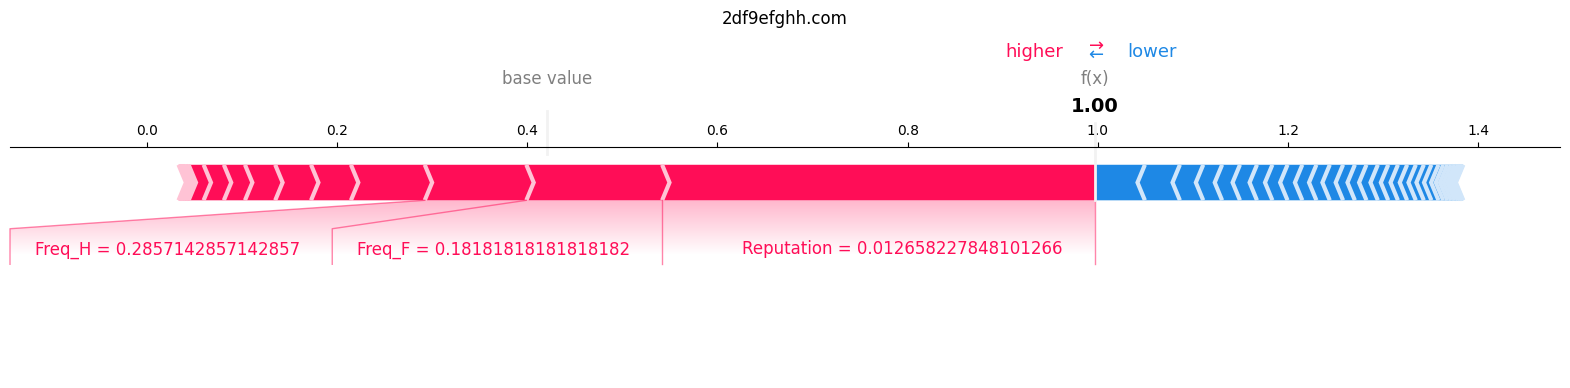 2df9efghh.com
higher → ← lower
base value f(x)
1.00
0.0 0.2 0.4 0.6 0.8 1.0 1.2 1.4
Freq_H = 0.2857142857142857 Freq_F = 0.18181818181818182 Reputation = 0.012658227848101266